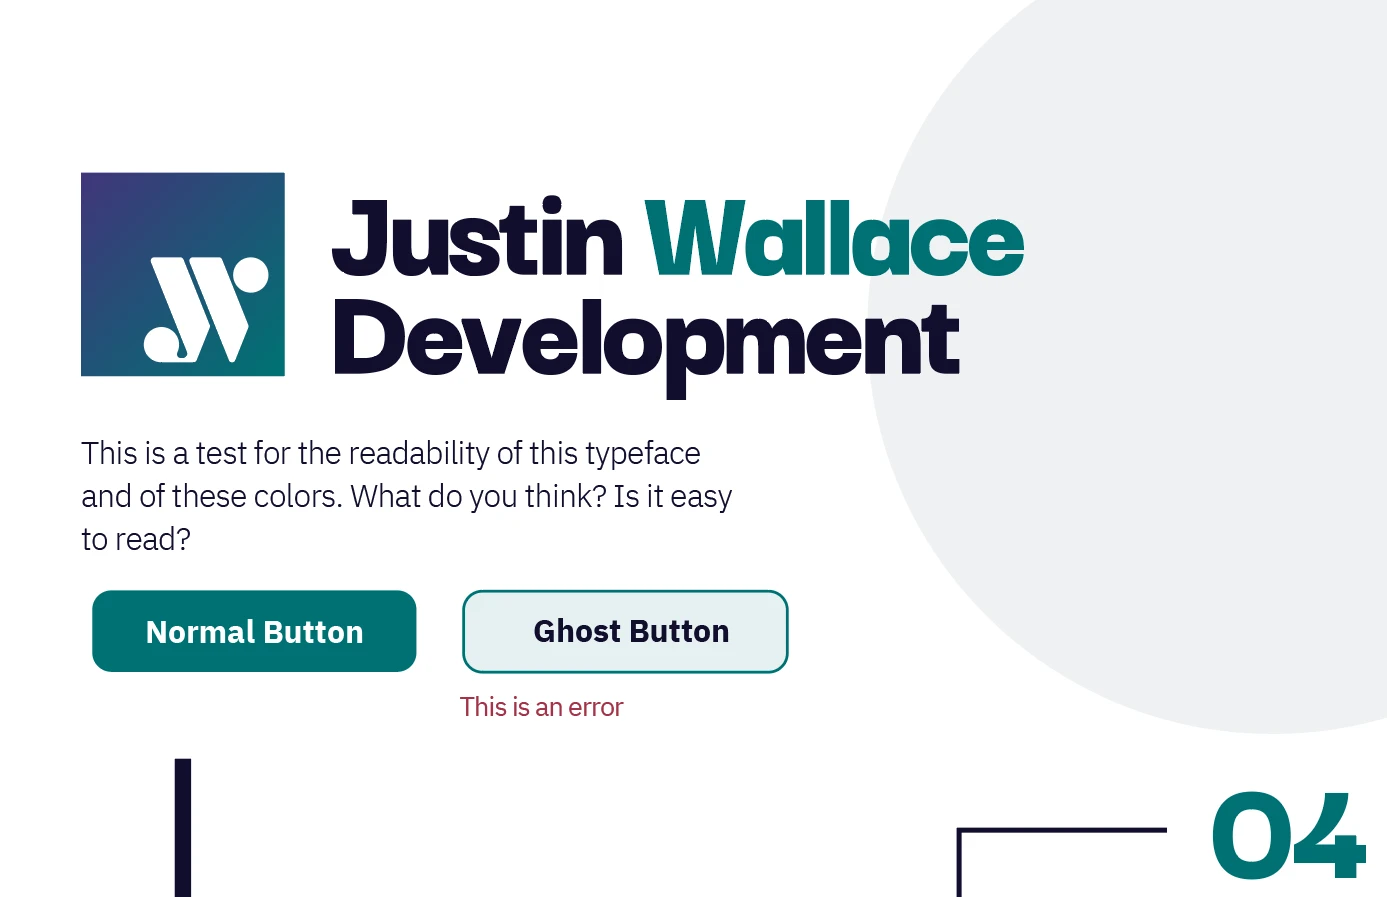 Justin Wallace
Development
This is a test for the readability of this typeface
and of these colors. What do you think? Is it easy
to read?
Normal Button
Ghost Button
This is an error
04